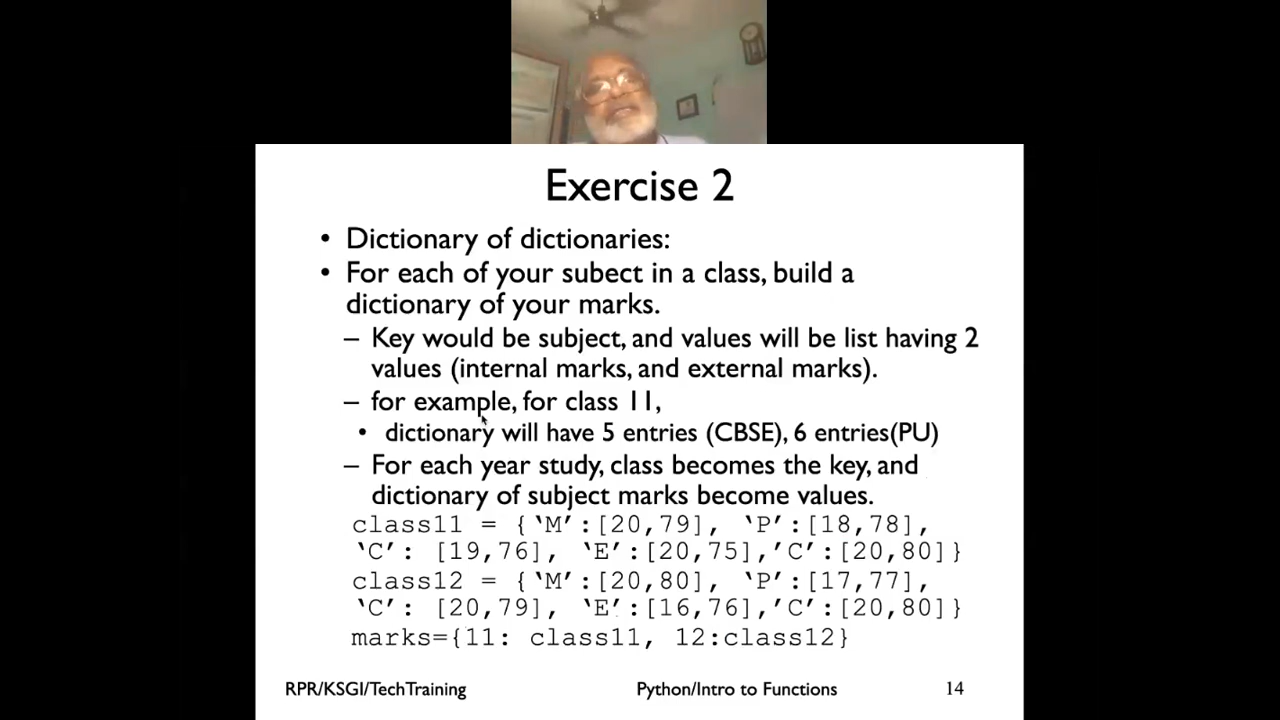 Exercise 2
• Dictionary of dictionaries:
• For each of your subect in a class, build a
dictionary of your marks.
– Key would be subject, and values will be list having 2
values (internal marks, and external marks).
– for example, for class 11,
• dictionary will have 5 entries (CBSE), 6 entries(PU)
– For each year study, class becomes the key, and
dictionary of subject marks become values.
class11 = {‘M’:[20,79], ‘P’:[18,78],
‘C’: [19,76], ‘E’:[20,75],’C’:[20,80]}
class12 = {‘M’:[20,80], ‘P’:[17,77],
‘C’: [20,79], ‘E’:[16,76],’C’:[20,80]}
marks={11: class11, 12:class12}
RPR/KSGI/TechTraining Python/Intro to Functions 14